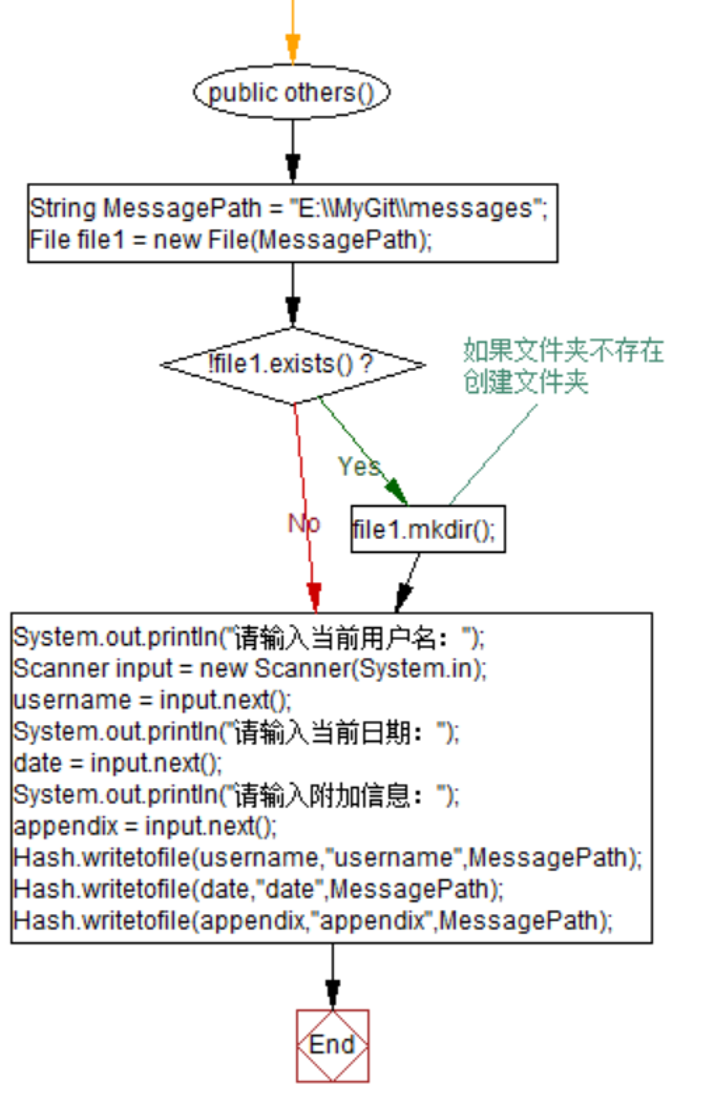 public others()
String MessagePath = "E:\\MyGit\\messages";
File file1 = new File(MessagePath);
!file1.exists() ?
如果文件夹不存在
创建文件夹
Yes
No
file1.mkdir();
System.out.println("请输入当前用户名：");
Scanner input = new Scanner(System.in);
username = input.next();
System.out.println("请输入当前日期：");
date = input.next();
System.out.println("请输入附加信息：");
appendix = input.next();
Hash.writetofile(username,"username",MessagePath);
Hash.writetofile(date,"date",MessagePath);
Hash.writetofile(appendix,"appendix",MessagePath);
End